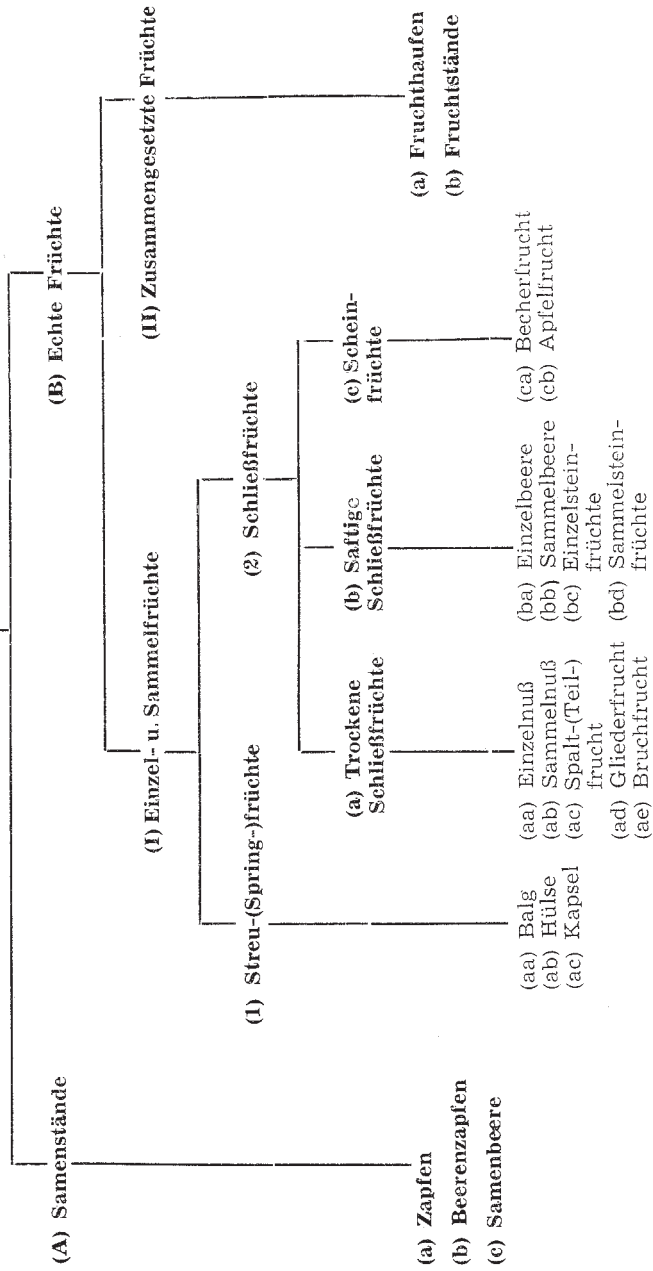 (A) Samenstände
(B) Echte Früchte
(I) Einzel- u. Sammelfrüchte
(II) Zusammengesetzte Früchte
(1) Streu-(Spring-)früchte
(2) Schließfrüchte
(a) Trockene
Schließfrüchte
(b) Saftige
Schließfrüchte
(c) Schein-
früchte
(a) Zapfen
(b) Beerenzapfen
(c) Samenbeere
(aa) Balg
(ab) Hülse
(ac) Kapsel
(aa) Einzelnuß
(ab) Sammelnuß
(ac) Spalt-(Teil-)
frucht
(ad) Gliederfrucht
(ae) Bruchfrucht
(ba) Einzelbeere
(bb) Sammelbeere
(bc) Einzelstein-
früchte
(bd) Sammelstein-
früchte
(ca) Becherfrucht
(cb) Apfelfrucht
(a) Fruchthaufen
(b) Fruchtstände